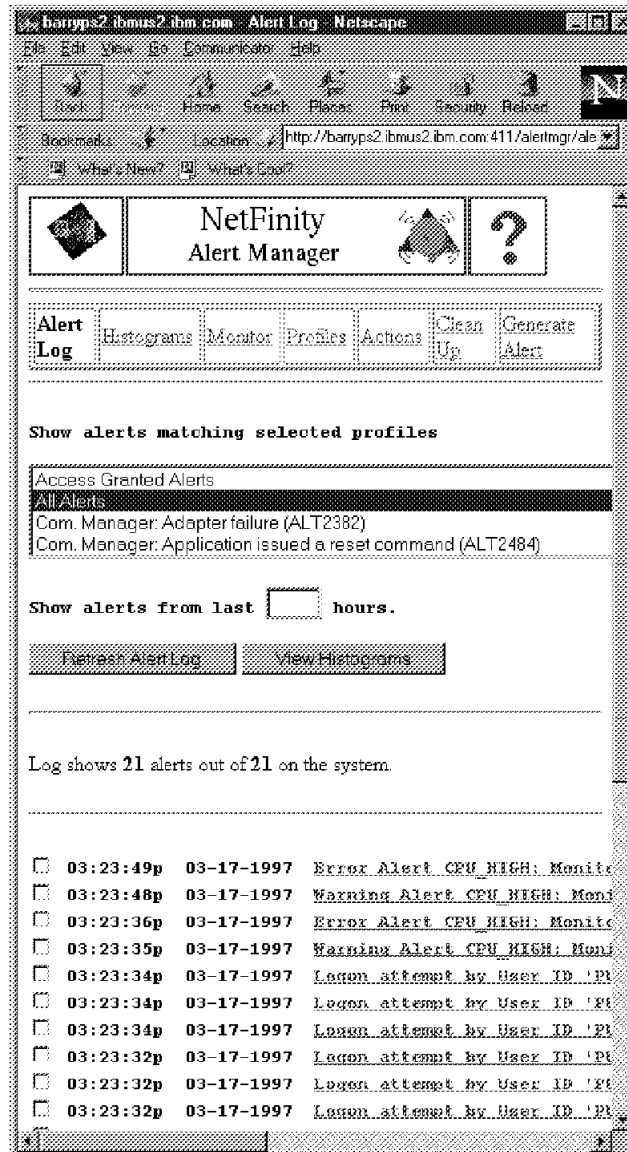 barryps2.ibmus2.ibm.com - Alert Log - Netscape
File Edit View Go Communicator Help
Back Forward Home Search Places Print Security Reload
Bookmarks Location http://barryps2.ibmus2.ibm.com:411/alertmgr/ale
What's New? What's Cool?
NetFinity
Alert Manager
?
Alert Log Histograms Monitor Profiles Actions Clean Up Generate Alert
Show alerts matching selected profiles
Access Granted Alerts
All Alerts
Com. Manager: Adapter failure (ALT2382)
Com. Manager: Application issued a reset command (ALT2484)
Show alerts from last hours.
Refresh Alert Log View Histograms
Log shows 21 alerts out of 21 on the system.
03:23:49p 03-17-1997 Error Alert CPU_HIGH: Monito
03:23:48p 03-17-1997 Warning Alert CPU_HIGH: Moni
03:23:36p 03-17-1997 Error Alert CPU_HIGH: Monito
03:23:35p 03-17-1997 Warning Alert CPU_HIGH: Moni
03:23:34p 03-17-1997 Logon attempt by User ID 'PU
03:23:34p 03-17-1997 Logon attempt by User ID 'PU
03:23:34p 03-17-1997 Logon attempt by User ID 'PU
03:23:32p 03-17-1997 Logon attempt by User ID 'PU
03:23:32p 03-17-1997 Logon attempt by User ID 'PU
03:23:32p 03-17-1997 Logon attempt by User ID 'PU